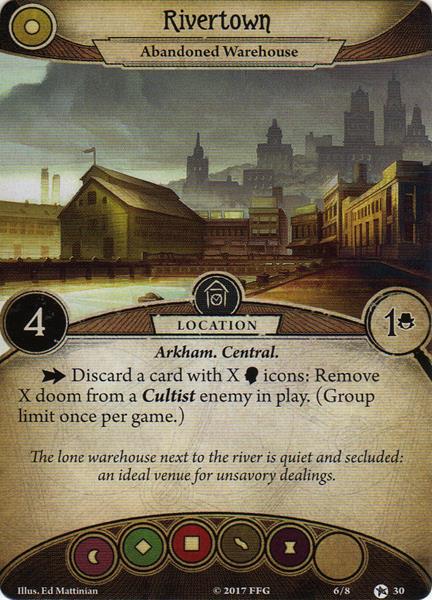 Rivertown
Abandoned Warehouse
4
LOCATION
1
Arkham. Central.
Discard a card with X icons: Remove
X doom from a Cultist enemy in play. (Group
limit once per game.)
The lone warehouse next to the river is quiet and secluded:
an ideal venue for unsavory dealings.
Illus. Ed Mattinian
© 2017 FFG
6/8
30